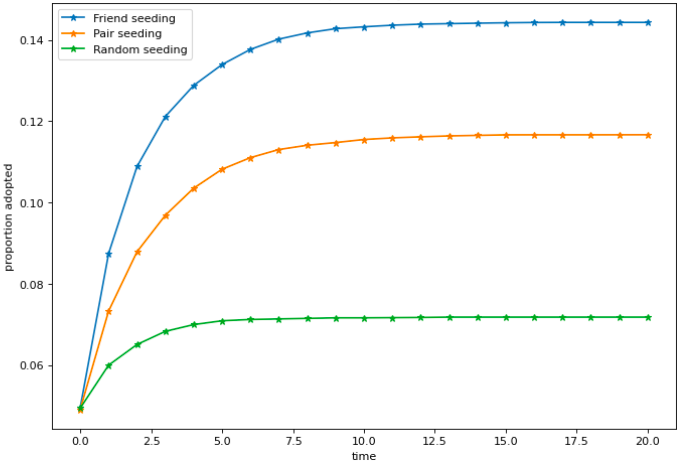 Friend seeding
Pair seeding
Random seeding
0.14
0.12
0.10
0.08
0.06
proportion adopted
0.0 2.5 5.0 7.5 10.0 12.5 15.0 17.5 20.0
time